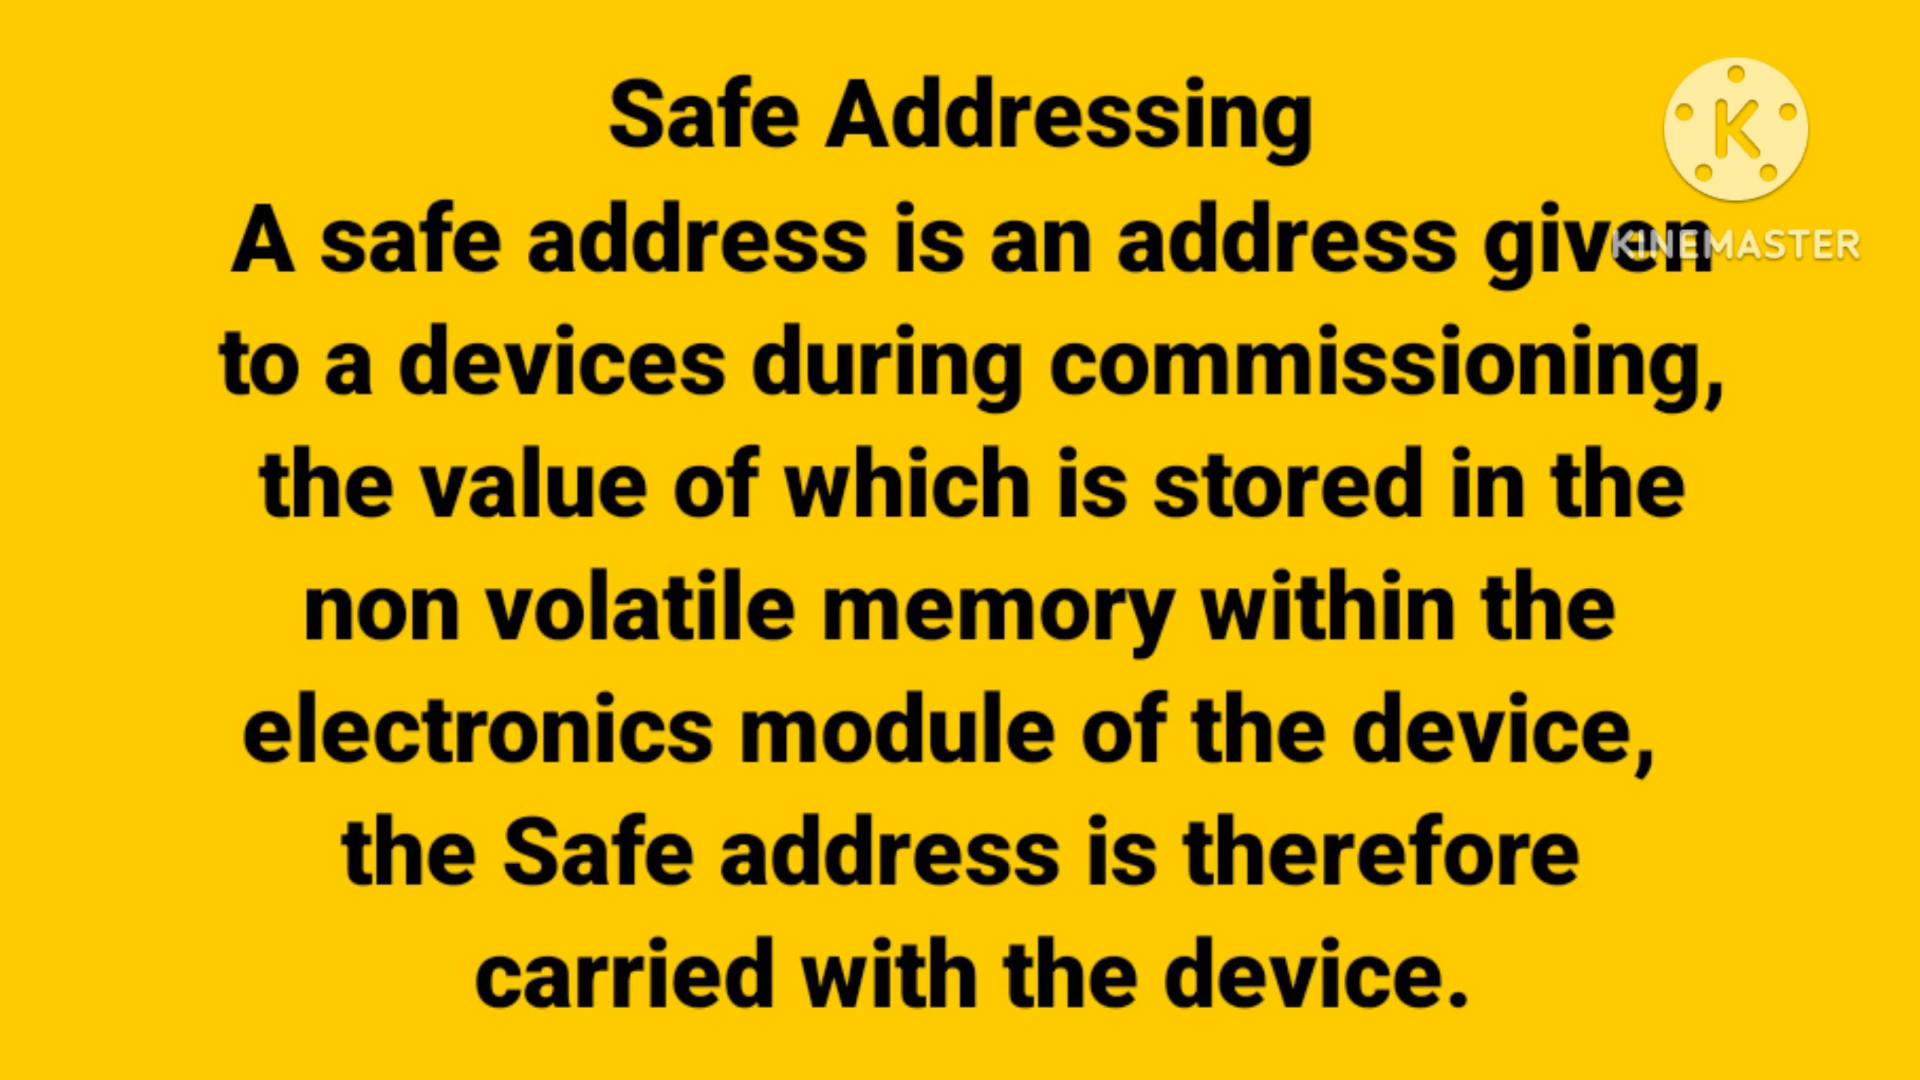 Safe Addressing
A safe address is an address given
to a devices during commissioning,
the value of which is stored in the
non volatile memory within the
electronics module of the device,
the Safe address is therefore
carried with the device.
K
KINEMASTER